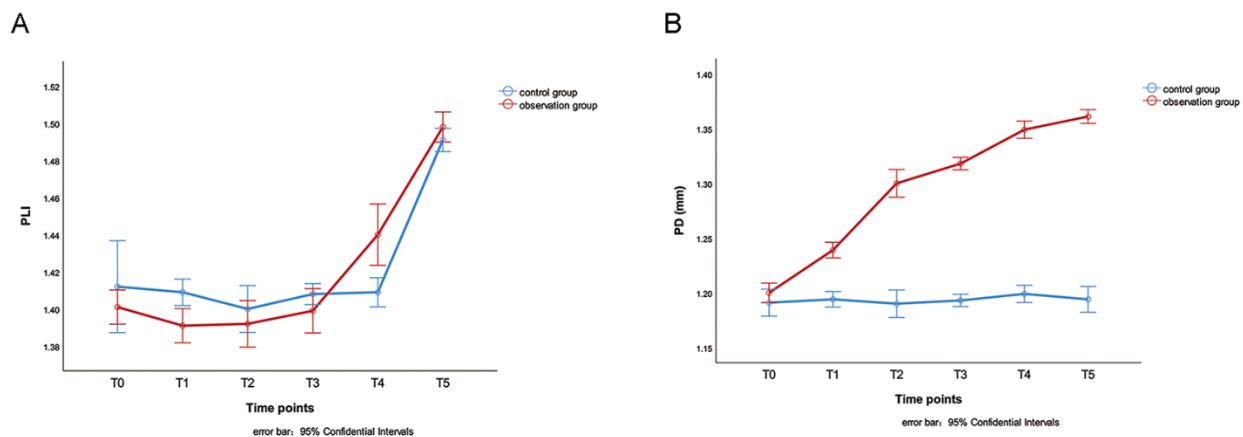 A
PLI
1.52
1.50
1.48
1.46
1.44
1.42
1.40
1.38
T0 T1 T2 T3 T4 T5
Time points
error bar: 95% Confidential Intervals
control group
observation group
B
PD (mm)
1.40
1.35
1.30
1.25
1.20
1.15
T0 T1 T2 T3 T4 T5
Time points
error bar: 95% Confidential Intervals
control group
observation group